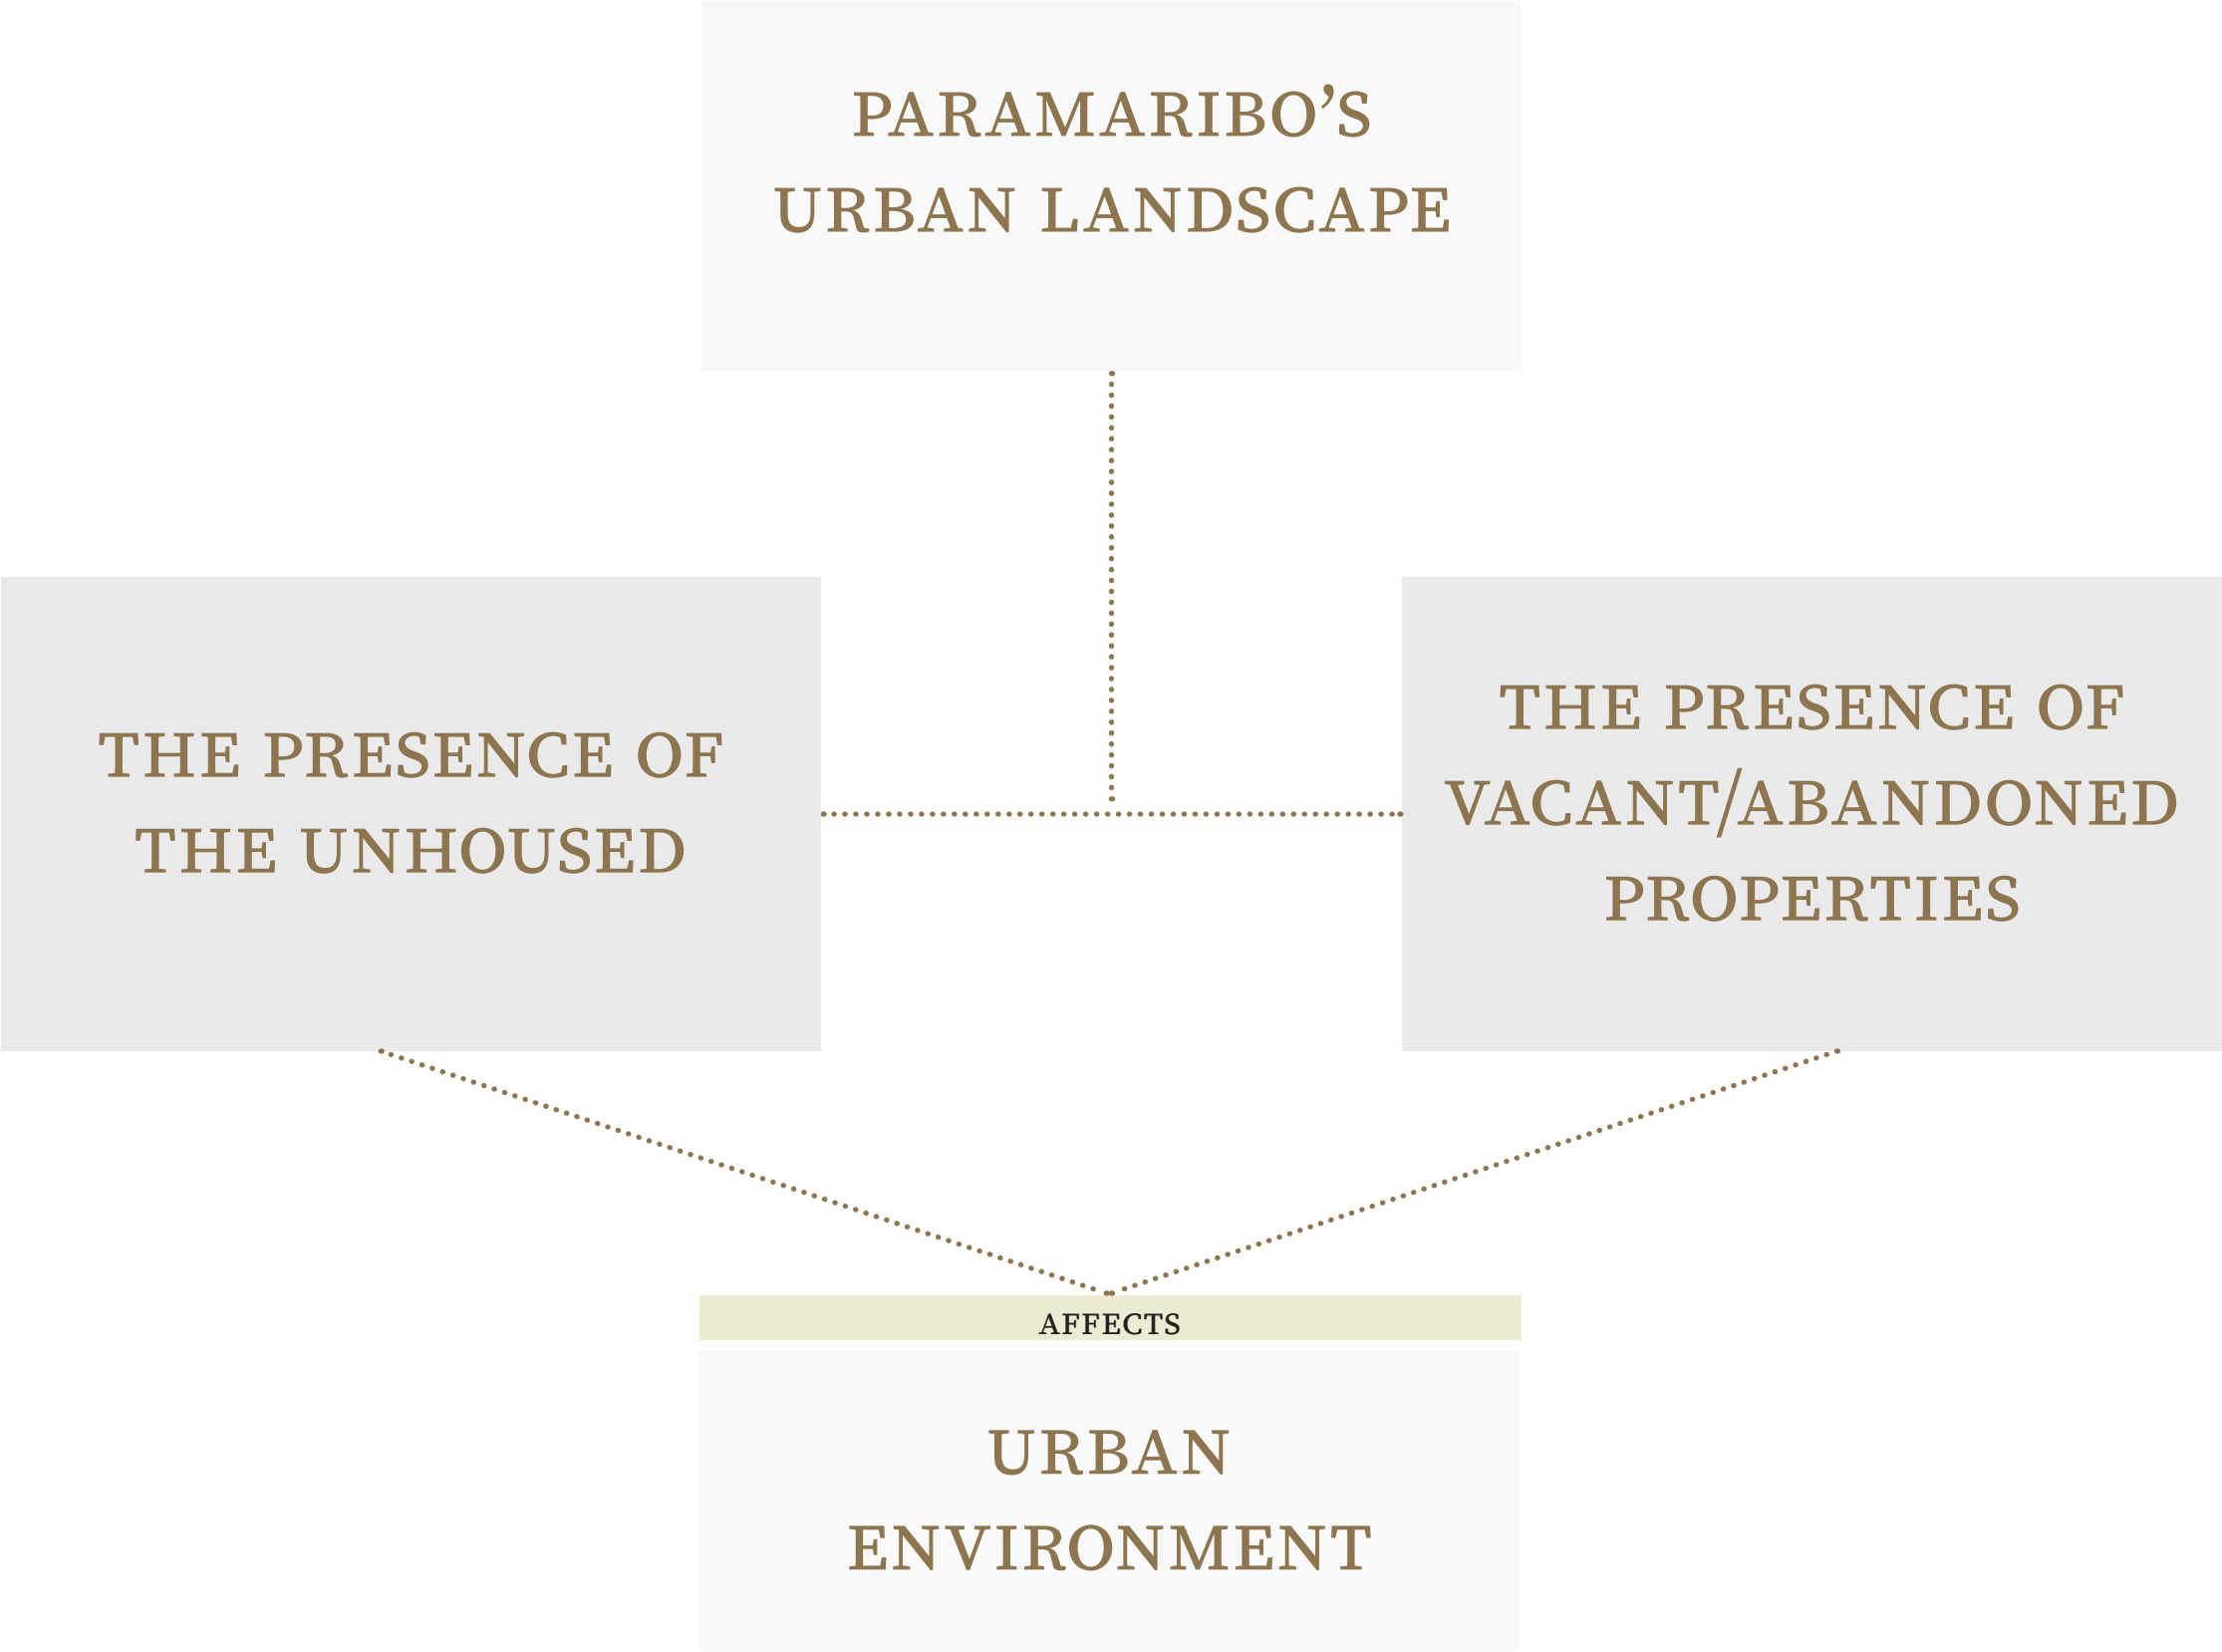 PARAMARIBO’S
URBAN LANDSCAPE
THE PRESENCE OF
THE UNHOUSED
THE PRESENCE OF
VACANT/ABANDONED
PROPERTIES
AFFECTS
URBAN
ENVIRONMENT